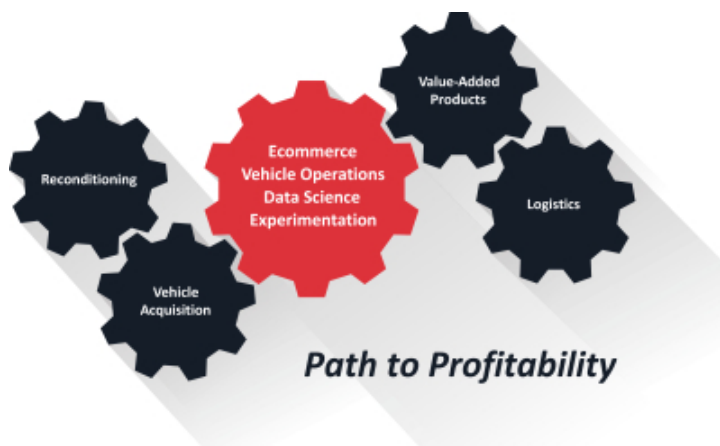 Value-Added
Products
Ecommerce
Vehicle Operations
Data Science
Experimentation
Reconditioning
Logistics
Vehicle
Acquisition
Path to Profitability